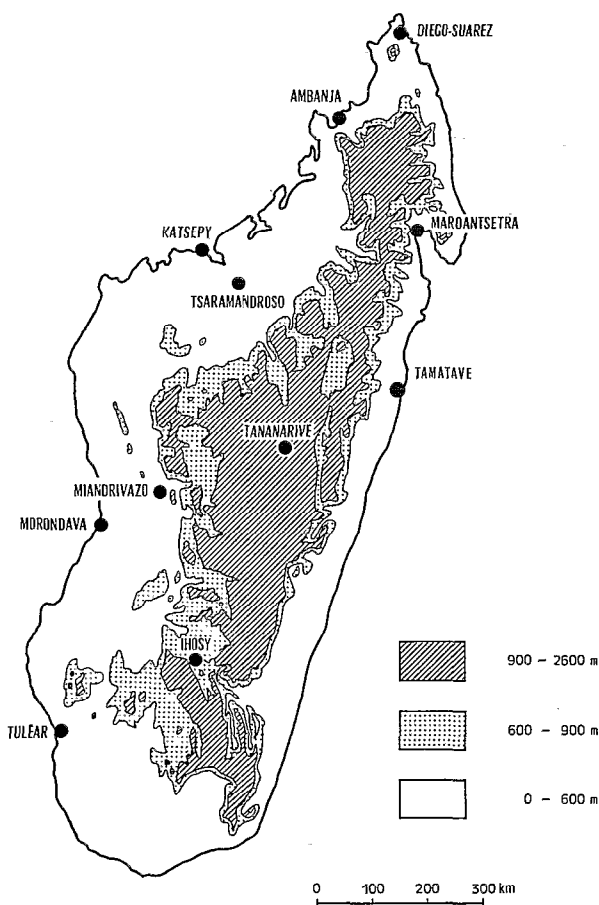 DIEGO-SUAREZ
AMBANJA
MAROANTSETRA
KATSEPY
TSARAMANDROSO
TAMATAVE
TANANARIVE
MIANDRIVAZO
MORONDAVA
IHOSY
TULÉAR
900 - 2600 m
600 - 900 m
0 - 600 m
0 100 200 300 km